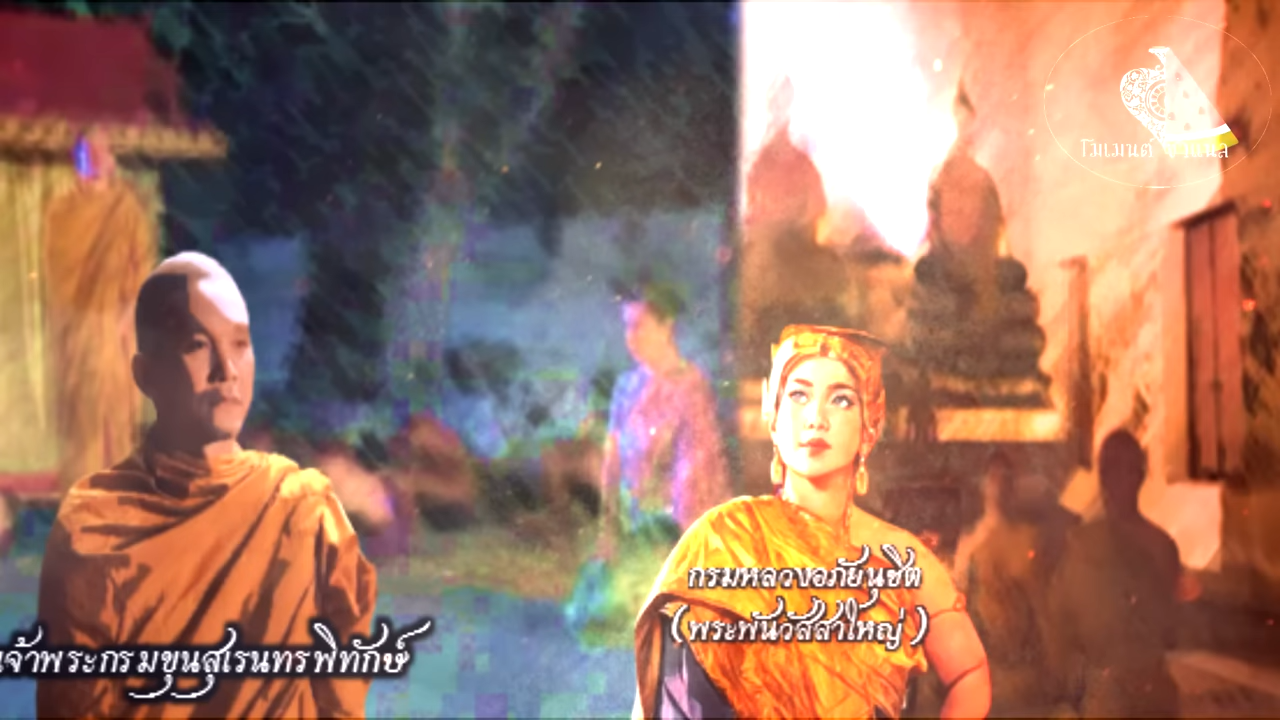 โมเมนต์
กรมหลวงอภัยนุชิต
(พระพันวัสสาใหญ่ )
เจ้าพระกรมขุนสุเรนทรพิทักษ์